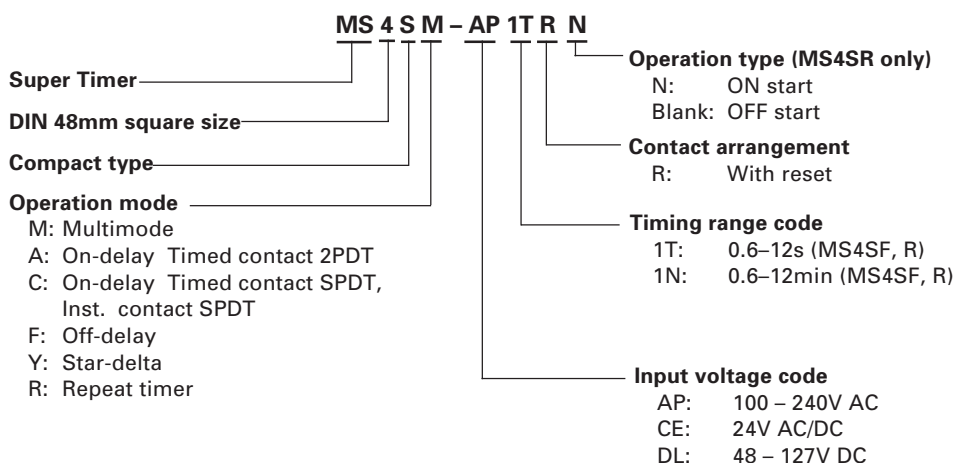 MS 4 S M – AP 1T R N
Super Timer
DIN 48mm square size
Compact type
Operation mode
M: Multimode
A: On-delay Timed contact 2PDT
C: On-delay Timed contact SPDT,
Inst. contact SPDT
F: Off-delay
Y: Star-delta
R: Repeat timer
Operation type (MS4SR only)
N: ON start
Blank: OFF start
Contact arrangement
R: With reset
Timing range code
1T: 0.6–12s (MS4SF, R)
1N: 0.6–12min (MS4SF, R)
Input voltage code
AP: 100 – 240V AC
CE: 24V AC/DC
DL: 48 – 127V DC